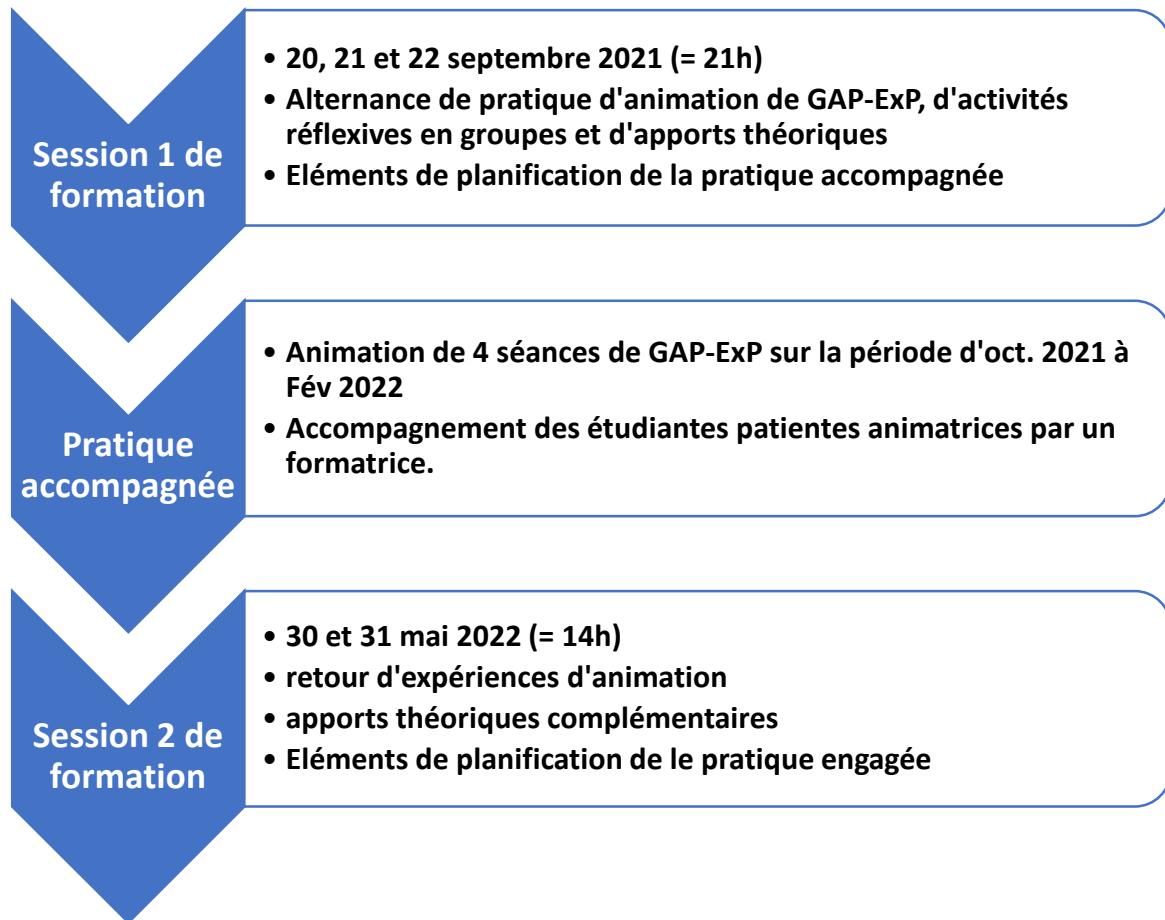 Session 1 de
formation
• 20, 21 et 22 septembre 2021 (= 21h)
• Alternance de pratique d'animation de GAP-ExP, d'activités
réflexives en groupes et d'apports théoriques
• Eléments de planification de la pratique accompagnée
Pratique
accompagnée
• Animation de 4 séances de GAP-ExP sur la période d'oct. 2021 à
Fév 2022
• Accompagnement des étudiantes patientes animatrices par un
formatrice.
Session 2 de
formation
• 30 et 31 mai 2022 (= 14h)
• retour d'expériences d'animation
• apports théoriques complémentaires
• Eléments de planification de le pratique engagée